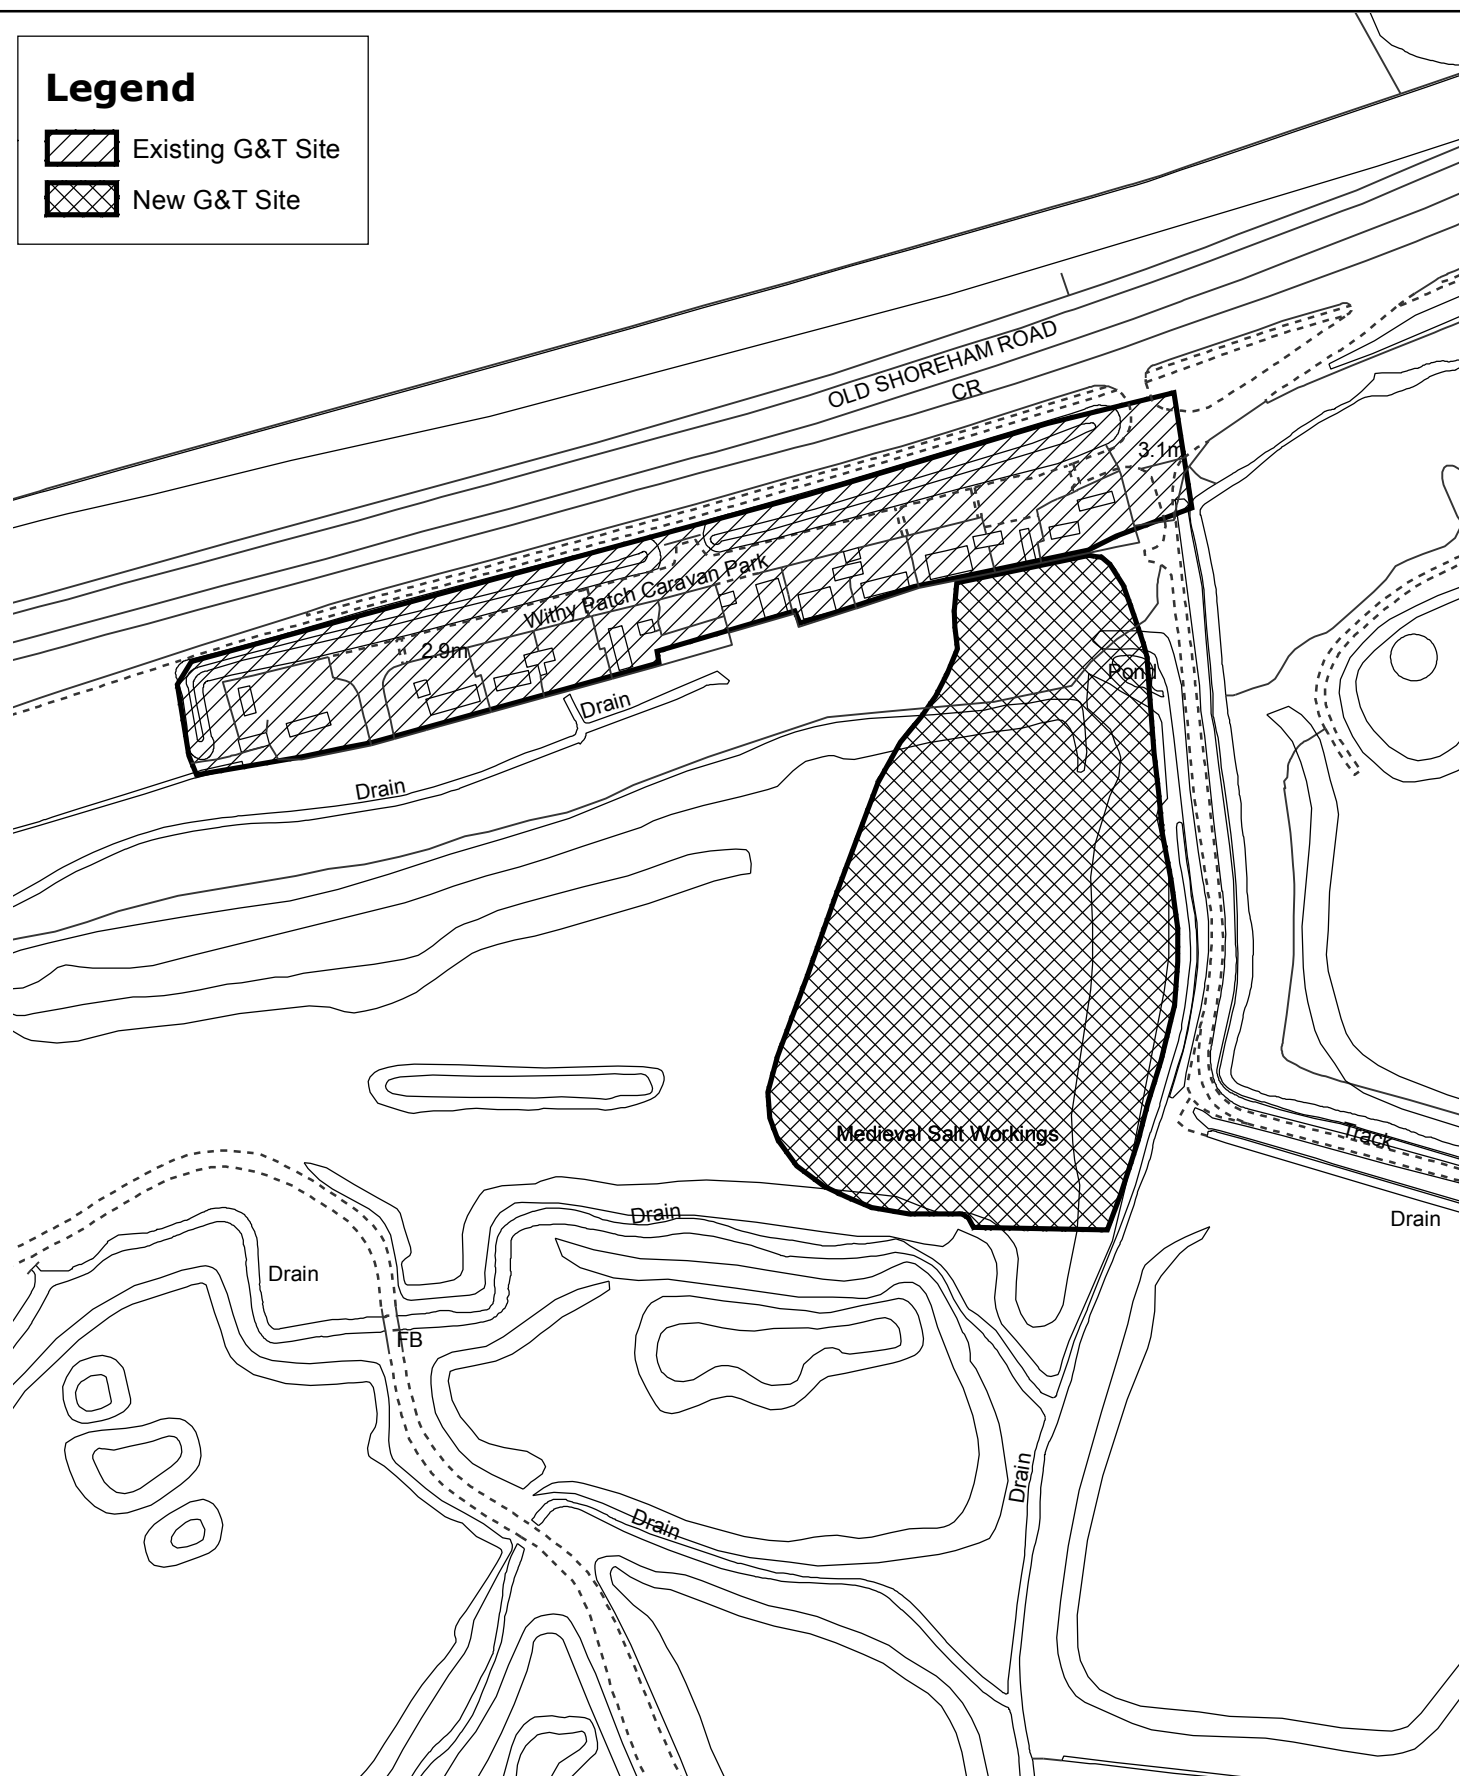 Legend
Existing G&T Site
New G&T Site
OLD SHOREHAM ROAD
CR
3.1m
Withy Patch Caravan Park
2.9m
Pond
Drain
Drain
Medieval Salt Workings
Track
Drain
Drain
Drain
FB
Drain
Drain